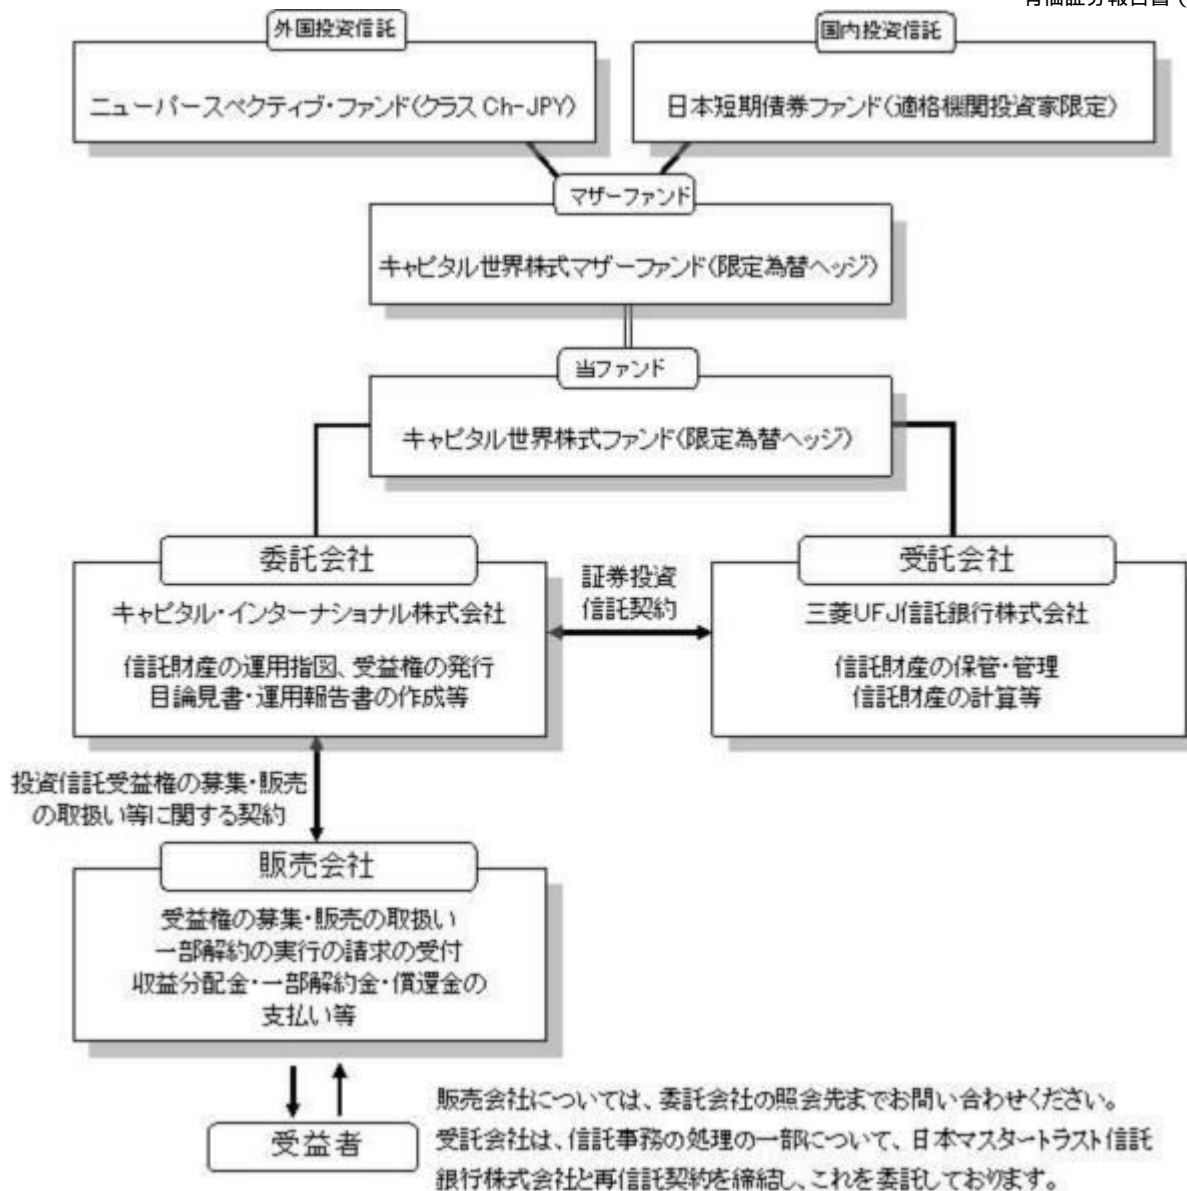 有価証券報告書(
外国投資信託
国内投資信託
ニューパースペクティブ・ファンド(クラス Ch-JPY)
日本短期債券ファンド(適格機関投資家限定)
マザーファンド
キャピタル世界株式マザーファンド(限定為替ヘッジ)
当ファンド
キャピタル世界株式ファンド(限定為替ヘッジ)
委託会社
キャピタル・インターナショナル株式会社
信託財産の運用指図、受益権の発行
目論見書・運用報告書の作成等
証券投資
信託契約
受託会社
三菱UFJ信託銀行株式会社
信託財産の保管・管理
信託財産の計算等
投資信託受益権の募集・販売
の取扱い等に関する契約
販売会社
受益権の募集・販売の取扱い
一部解約の実行の請求の受付
収益分配金・一部解約金・償還金の
支払い等
受益者
販売会社については、委託会社の照会先までお問い合わせください。
受託会社は、信託事務の処理の一部について、日本マスタートラスト信託
銀行株式会社と再信託契約を締結し、これを委託しております。